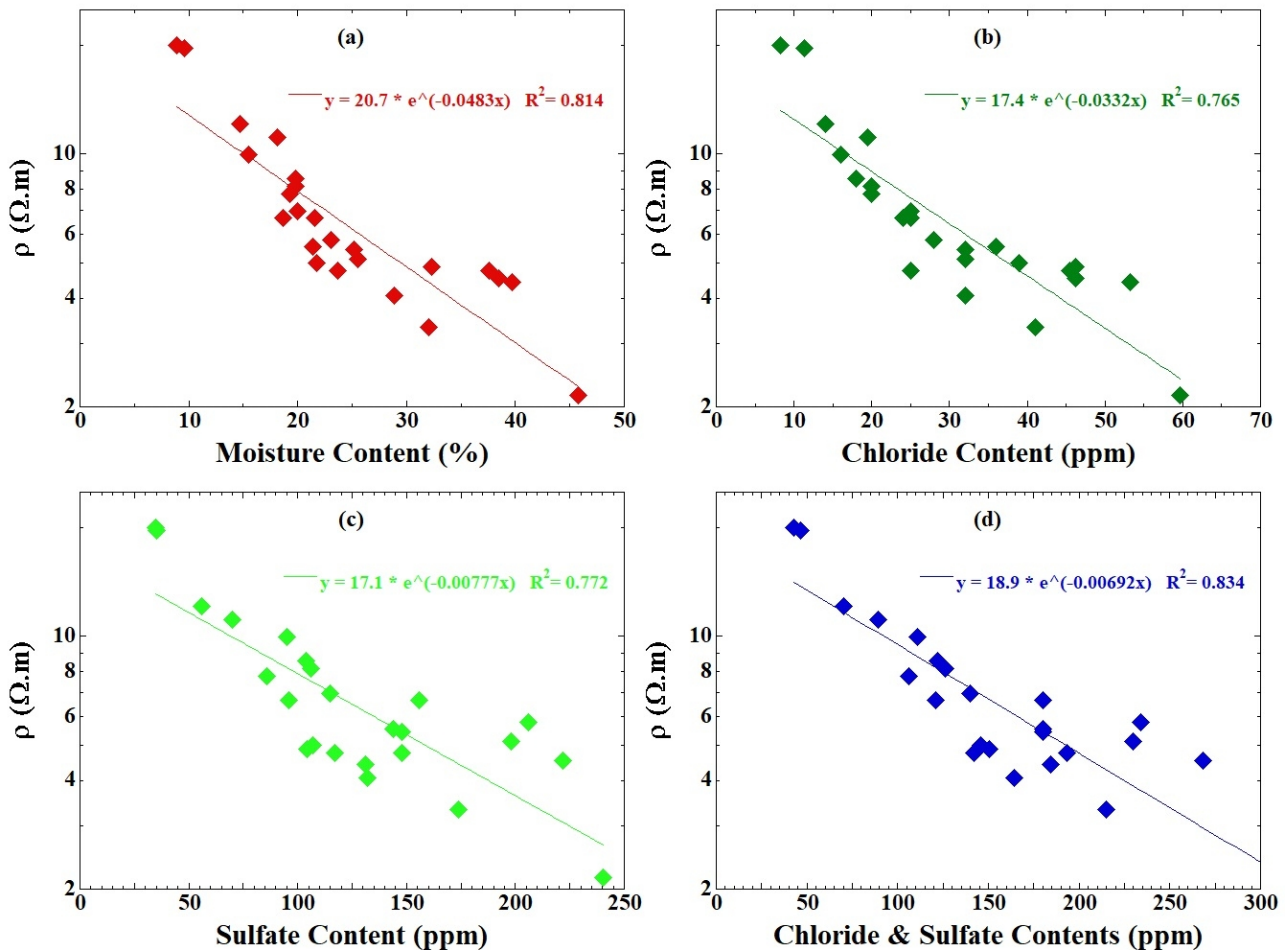 (a)
y = 20.7 * e^(-0.0483x) R²= 0.814
10
8
6
4
2
ρ (Ω.m)
0 10 20 30 40 50
Moisture Content (%)
(b)
y = 17.4 * e^(-0.0332x) R²= 0.765
10
8
6
4
2
ρ (Ω.m)
0 10 20 30 40 50 60 70
Chloride Content (ppm)
(c)
y = 17.1 * e^(-0.00777x) R²= 0.772
10
8
6
4
2
ρ (Ω.m)
0 50 100 150 200 250
Sulfate Content (ppm)
(d)
y = 18.9 * e^(-0.00692x) R²= 0.834
10
8
6
4
2
ρ (Ω.m)
0 50 100 150 200 250 300
Chloride & Sulfate Contents (ppm)